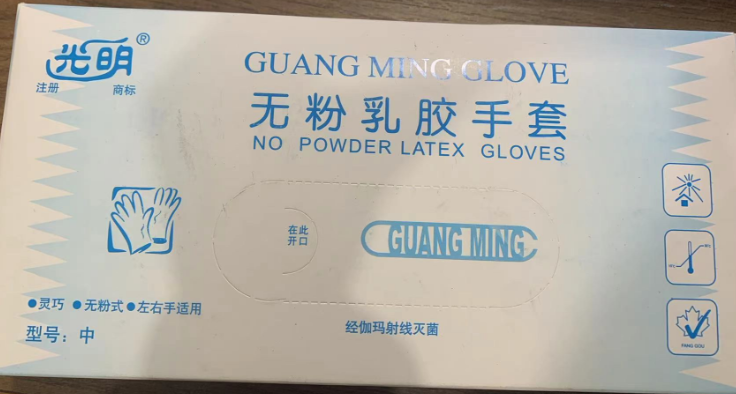 光明®
注册 商标
GUANG MING GLOVE
无粉乳胶手套
NO POWDER LATEX GLOVES
在此
开口
GUANG MING
●灵巧 ●无粉式 ●左右手适用
型号：中
经伽玛射线灭菌
FANG GOU